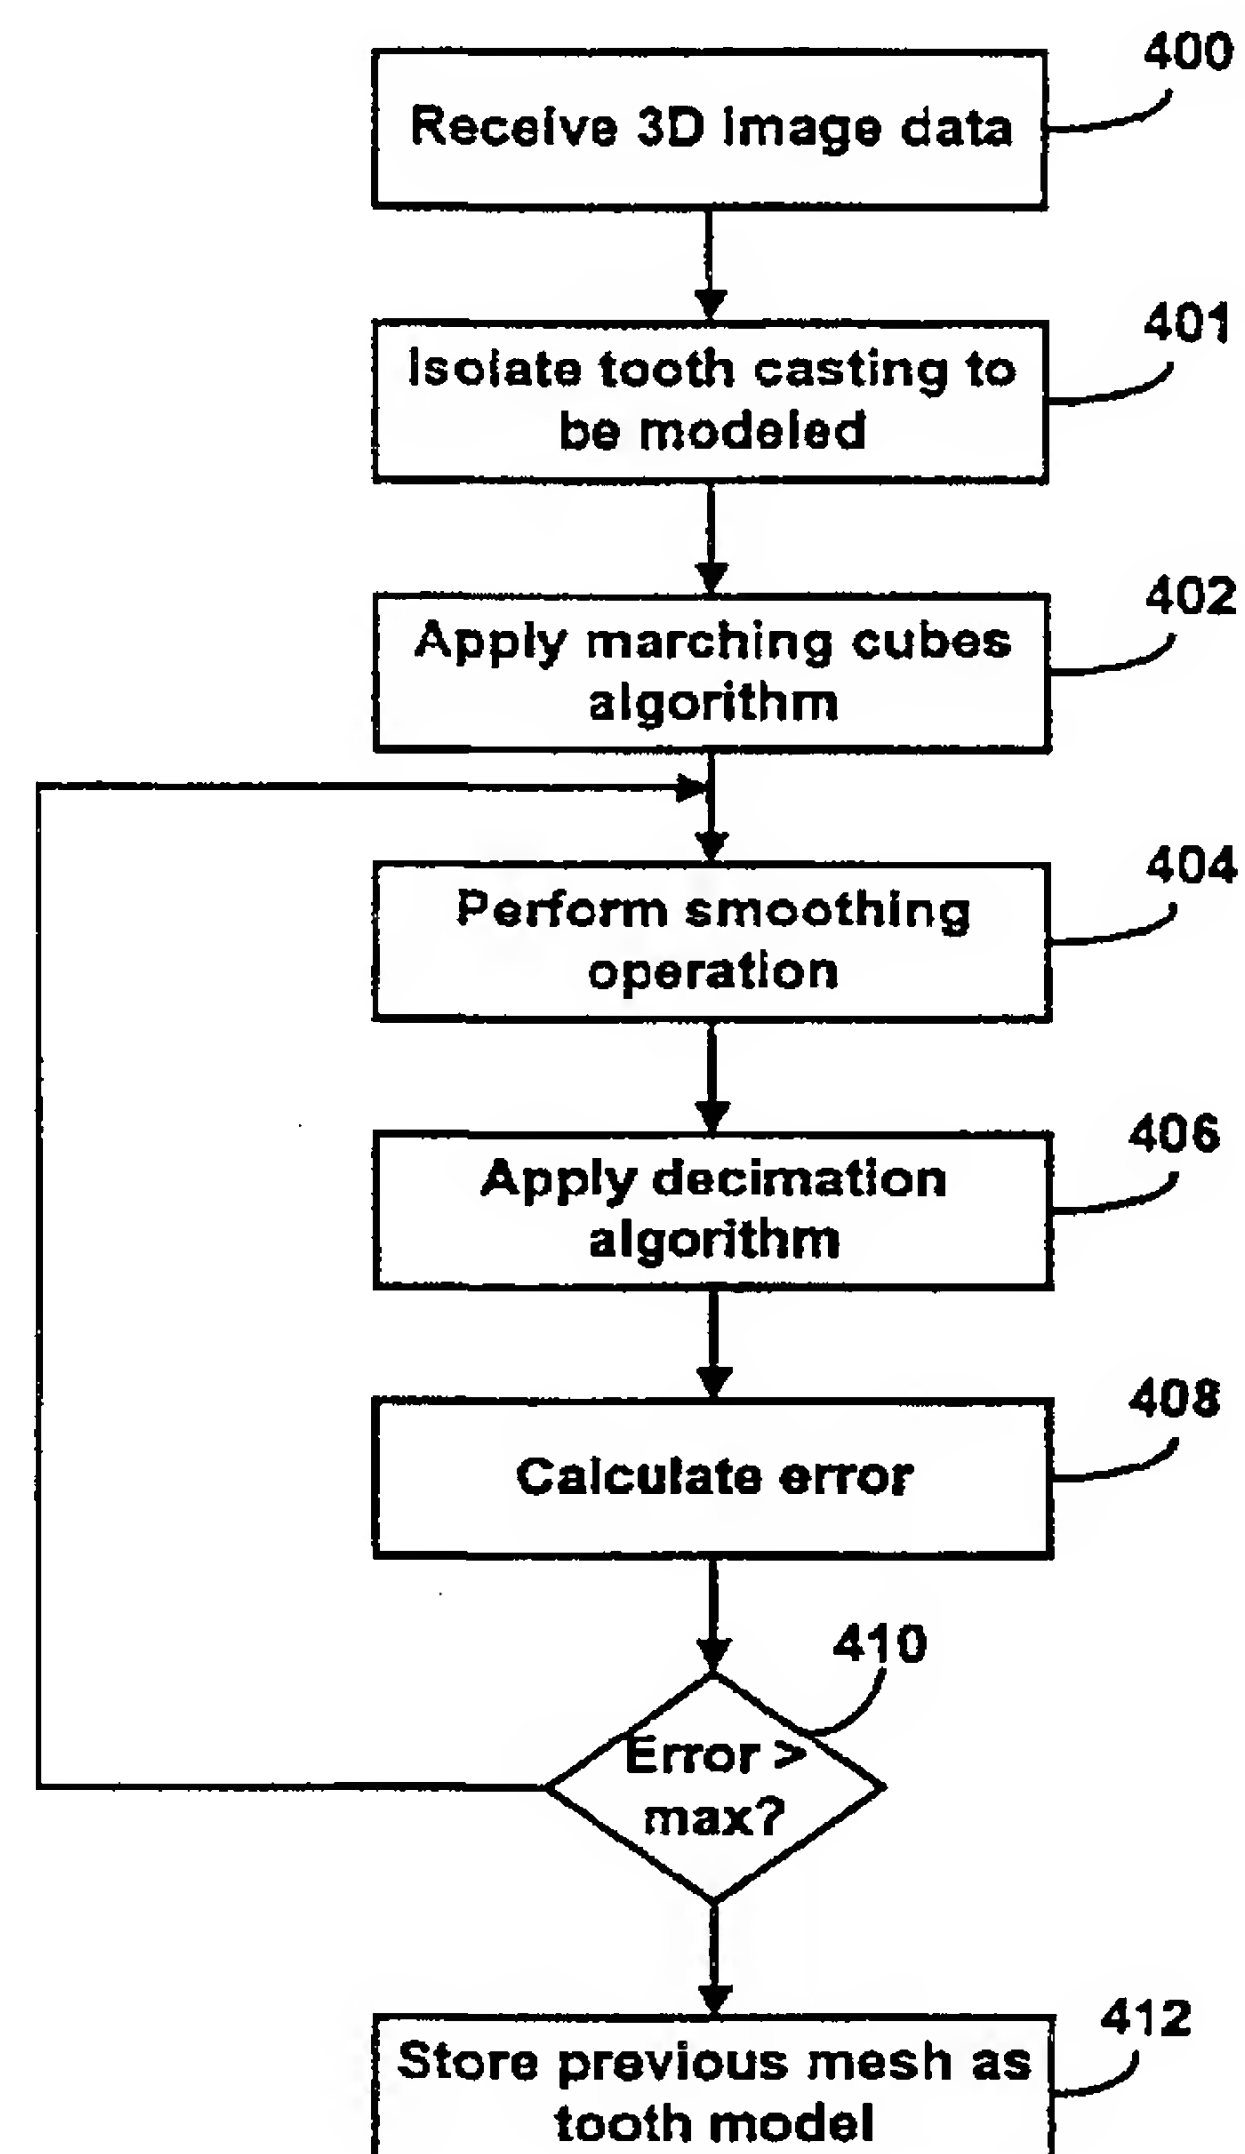 400
Receive 3D image data
401
Isolate tooth casting to
be modeled
402
Apply marching cubes
algorithm
404
Perform smoothing
operation
406
Apply decimation
algorithm
408
Calculate error
410
Error >
max?
412
Store previous mesh as
tooth model